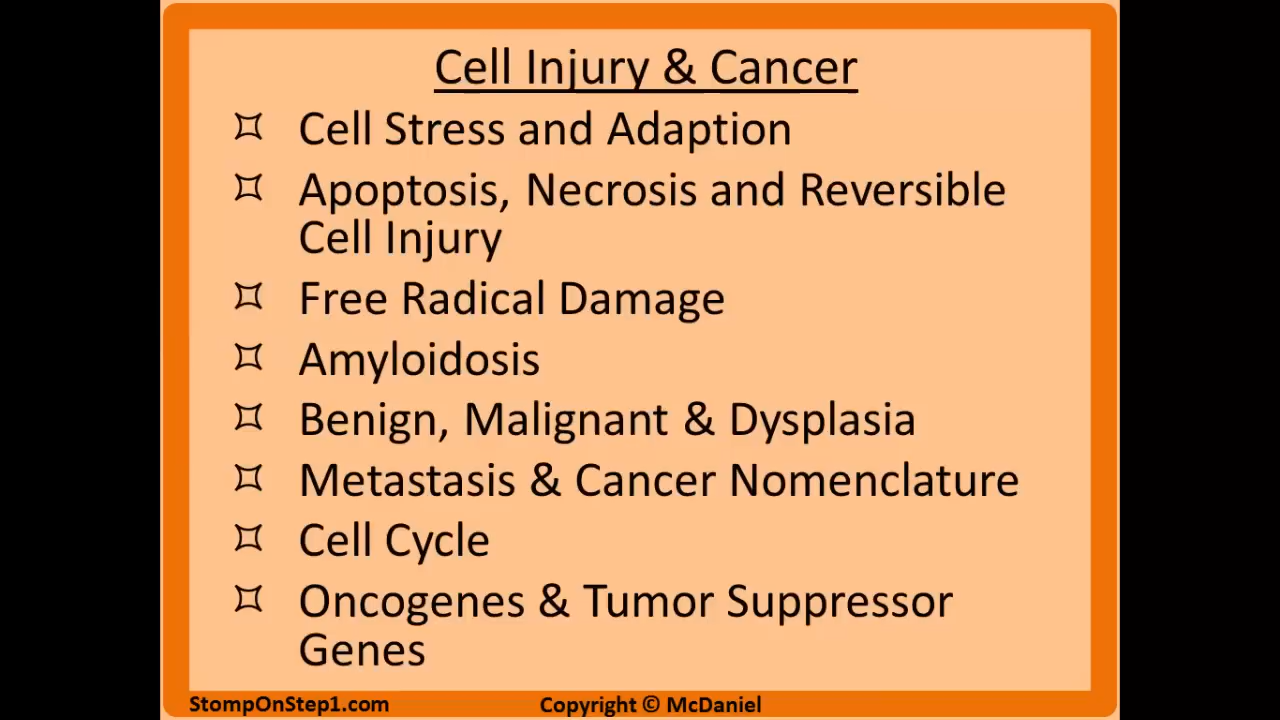 Cell Injury & Cancer
Cell Stress and Adaption
Apoptosis, Necrosis and Reversible
Cell Injury
Free Radical Damage
Amyloidosis
Benign, Malignant & Dysplasia
Metastasis & Cancer Nomenclature
Cell Cycle
Oncogenes & Tumor Suppressor
Genes
StompOnStep1.com
Copyright © McDaniel